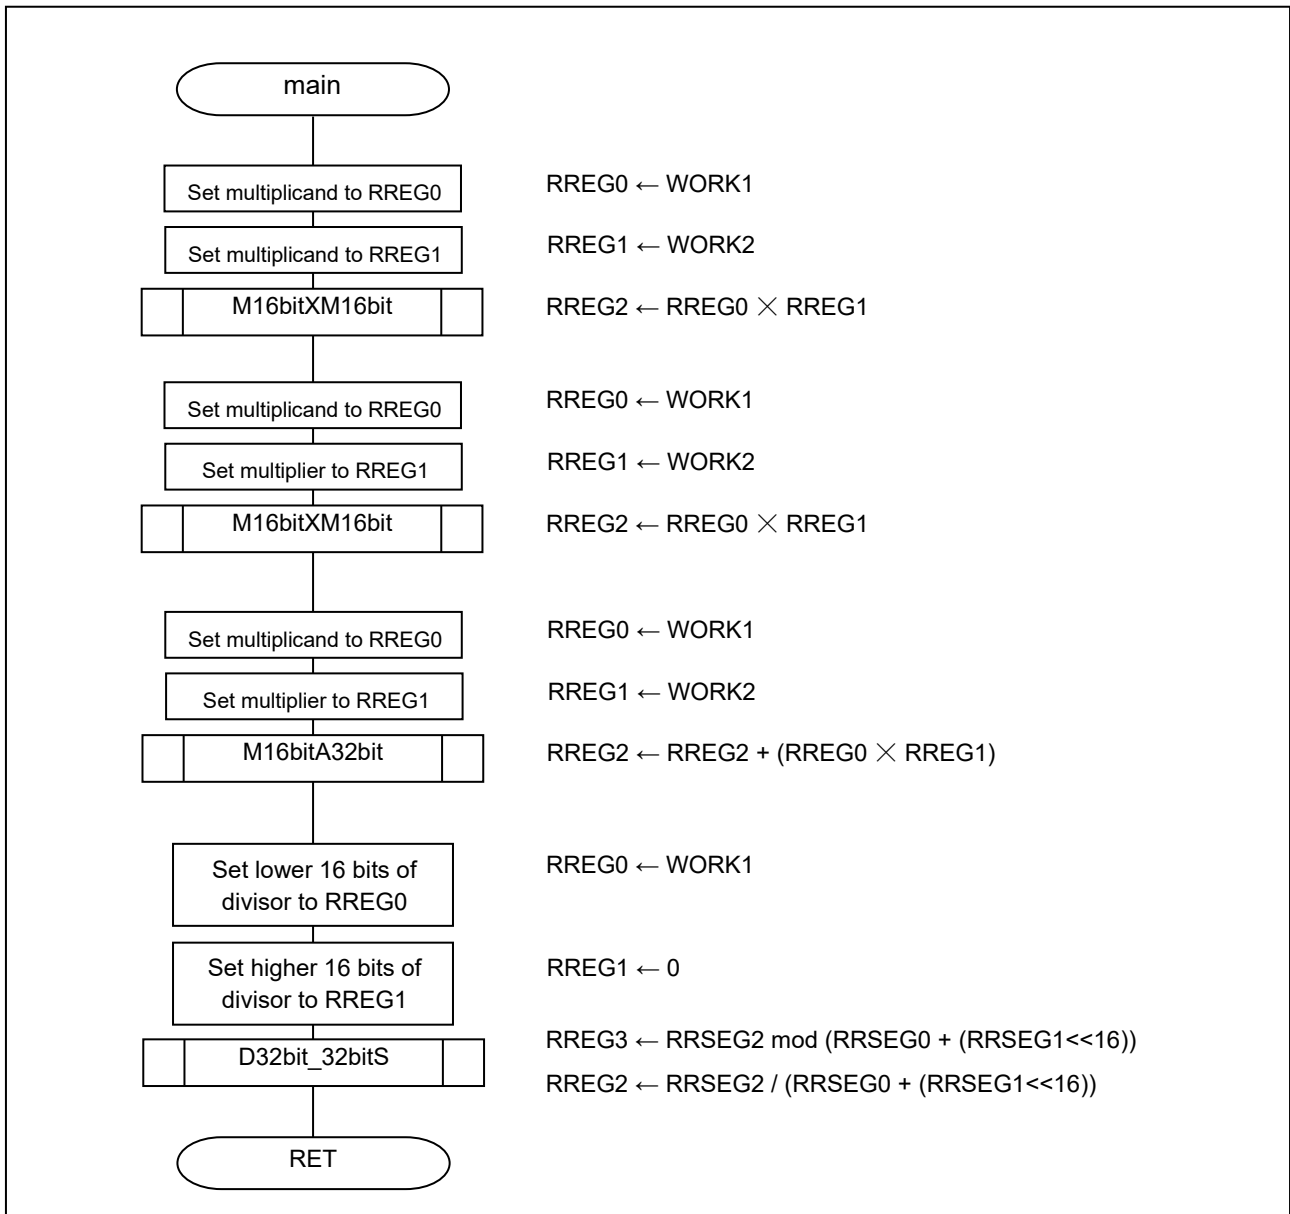 main
Set multiplicand to RREG0
RREG0 ← WORK1
Set multiplicand to RREG1
RREG1 ← WORK2
M16bitXM16bit
RREG2 ← RREG0 × RREG1
Set multiplicand to RREG0
RREG0 ← WORK1
Set multiplier to RREG1
RREG1 ← WORK2
M16bitXM16bit
RREG2 ← RREG0 × RREG1
Set multiplicand to RREG0
RREG0 ← WORK1
Set multiplier to RREG1
RREG1 ← WORK2
M16bitA32bit
RREG2 ← RREG2 + (RREG0 × RREG1)
Set lower 16 bits of
divisor to RREG0
RREG0 ← WORK1
Set higher 16 bits of
divisor to RREG1
RREG1 ← 0
D32bit_32bitS
RREG3 ← RRSEG2 mod (RRSEG0 + (RRSEG1<<16))
RREG2 ← RRSEG2 / (RRSEG0 + (RRSEG1<<16))
RET